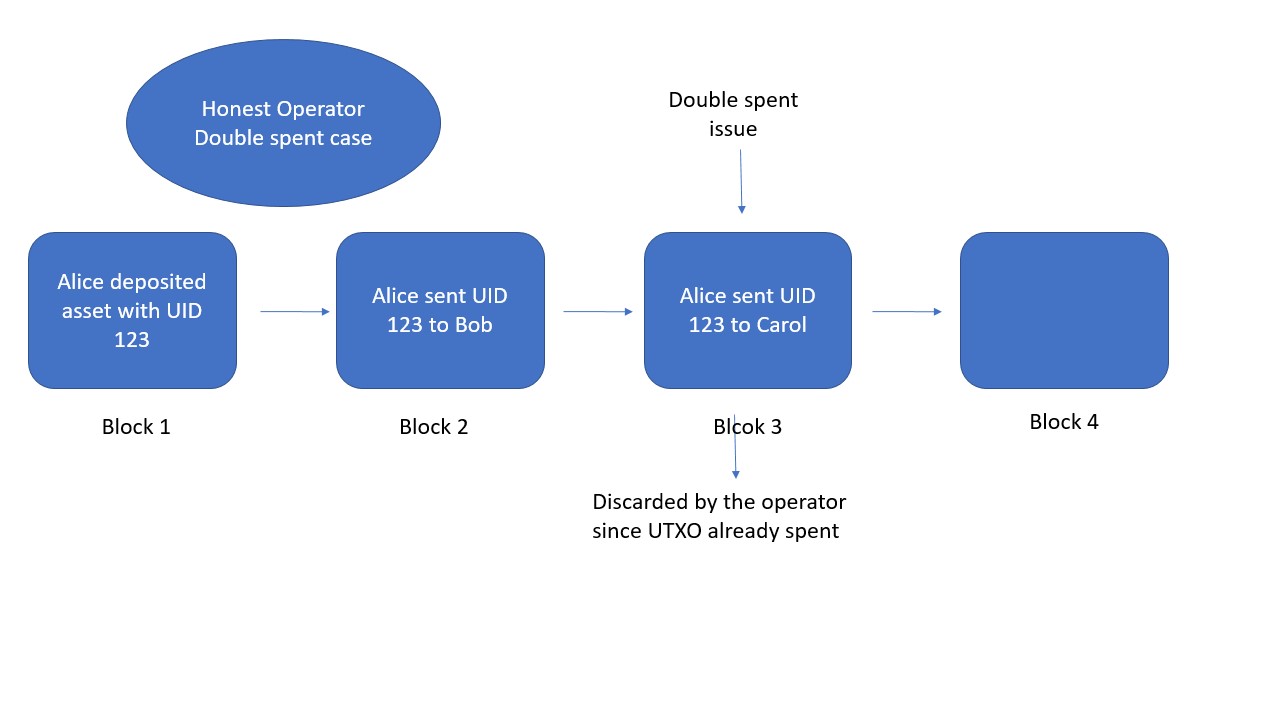 Honest Operator
Double spent case
Double spent
issue
Alice deposited
asset with UID
123
Alice sent UID
123 to Bob
Alice sent UID
123 to Carol
Block 1
Block 2
Blcok 3
Block 4
Discarded by the operator
since UTXO already spent